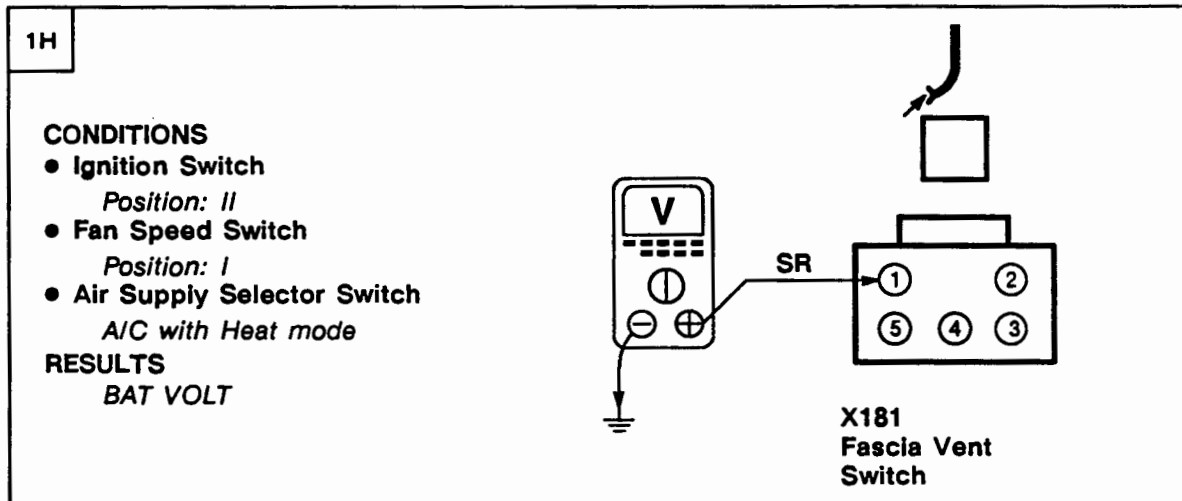 1H
CONDITIONS
● Ignition Switch
Position: II
● Fan Speed Switch
Position: I
● Air Supply Selector Switch
A/C with Heat mode
RESULTS
BAT VOLT
V
SR
1
2
5
4
3
X181
Fascia Vent
Switch